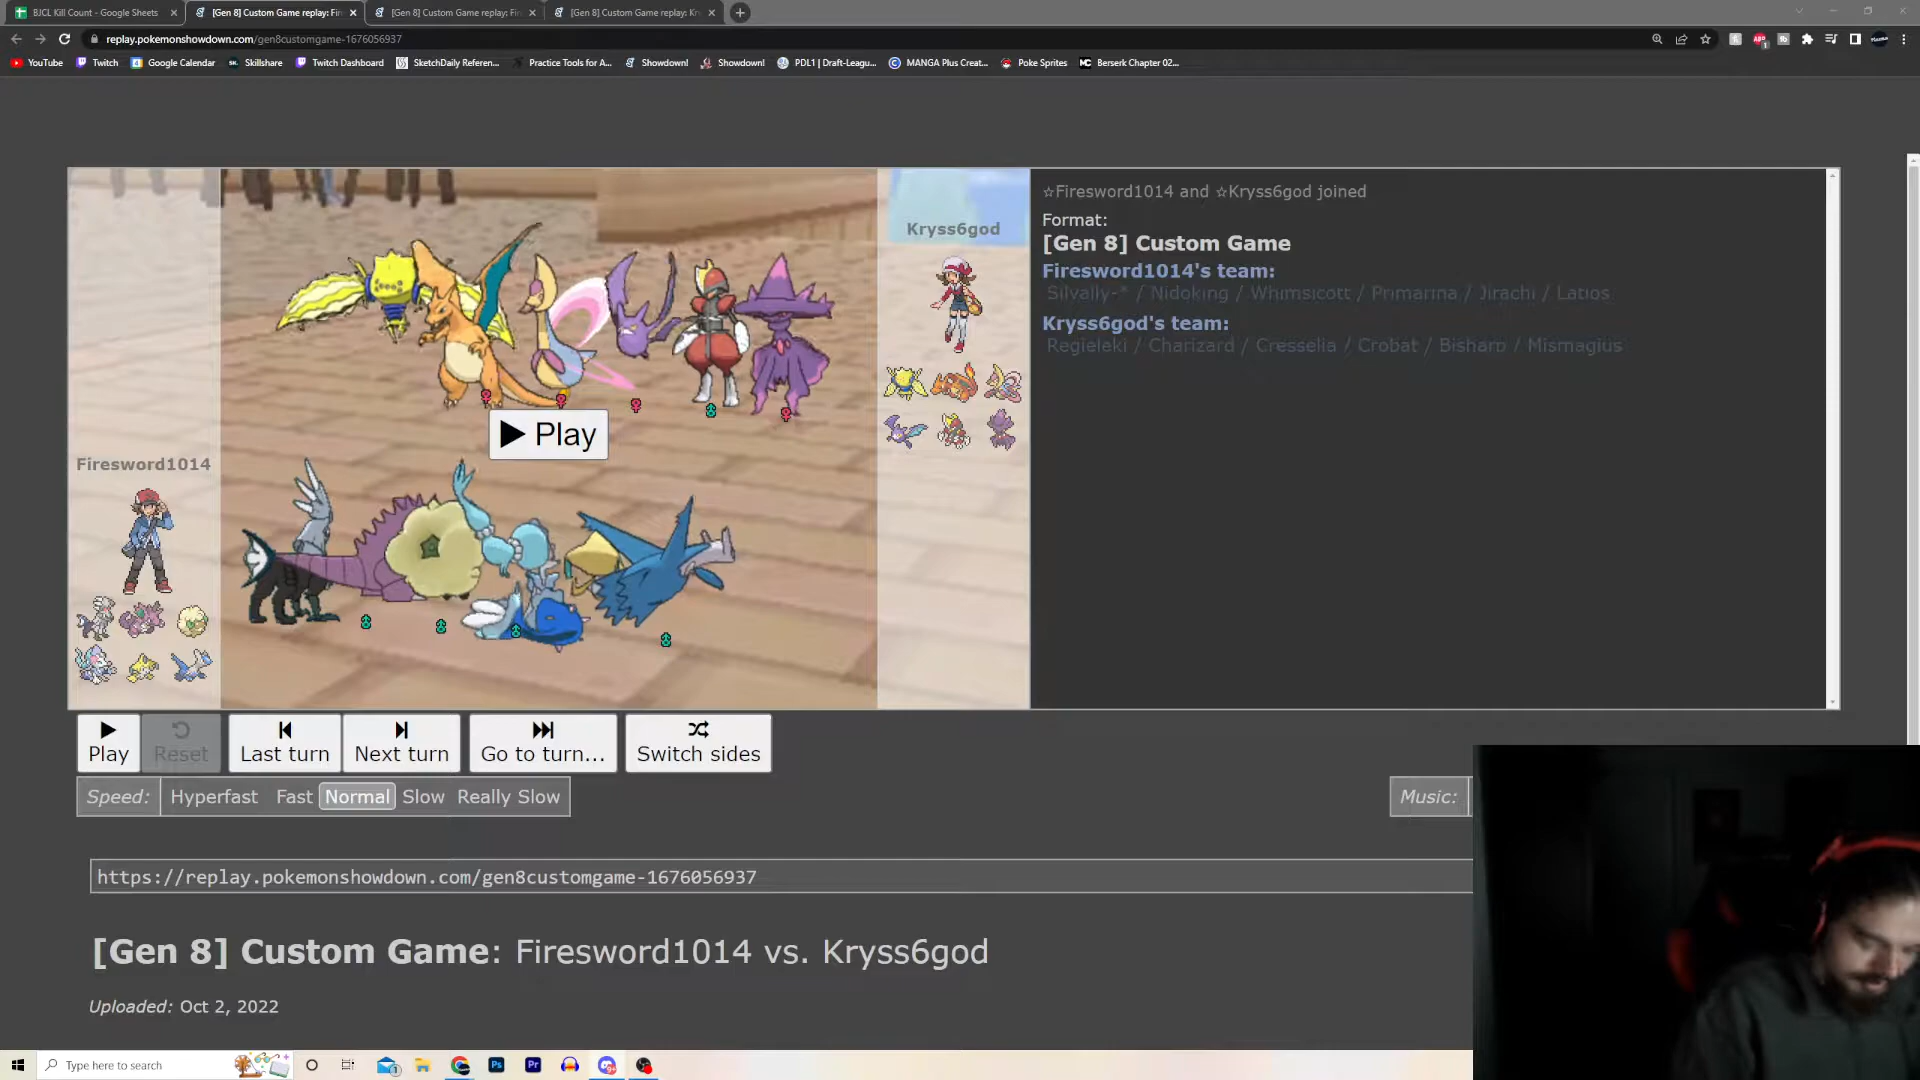 BJCL Kill Count - Google Sheets
[Gen 8] Custom Game replay: Fir
[Gen 8] Custom Game replay: Fir
[Gen 8] Custom Game replay: Kr
replay.pokemonshowdown.com/gen8customgame-1676056937
YouTube
Twitch
Google Calendar
Skillshare
Twitch Dashboard
SketchDaily Referen...
Practice Tools for A...
Showdown!
Showdown!
PDL1 | Draft-Leagu...
MANGA Plus Creat...
Poke Sprites
Berserk Chapter 02...
Kryss6god
Firesword1014
Play
☆Firesword1014 and ☆Kryss6god joined
Format:
[Gen 8] Custom Game
Firesword1014's team:
Silvally-* / Nidoking / Whimsicott / Primarina / Jirachi / Latios
Kryss6god's team:
Regieleki / Charizard / Cresselia / Crobat / Bisharp / Mismagius
Play
Reset
Last turn
Next turn
Go to turn...
Switch sides
Speed: Hyperfast Fast Normal Slow Really Slow
Music:
https://replay.pokemonshowdown.com/gen8customgame-1676056937
[Gen 8] Custom Game: Firesword1014 vs. Kryss6god
Uploaded: Oct 2, 2022
Type here to search